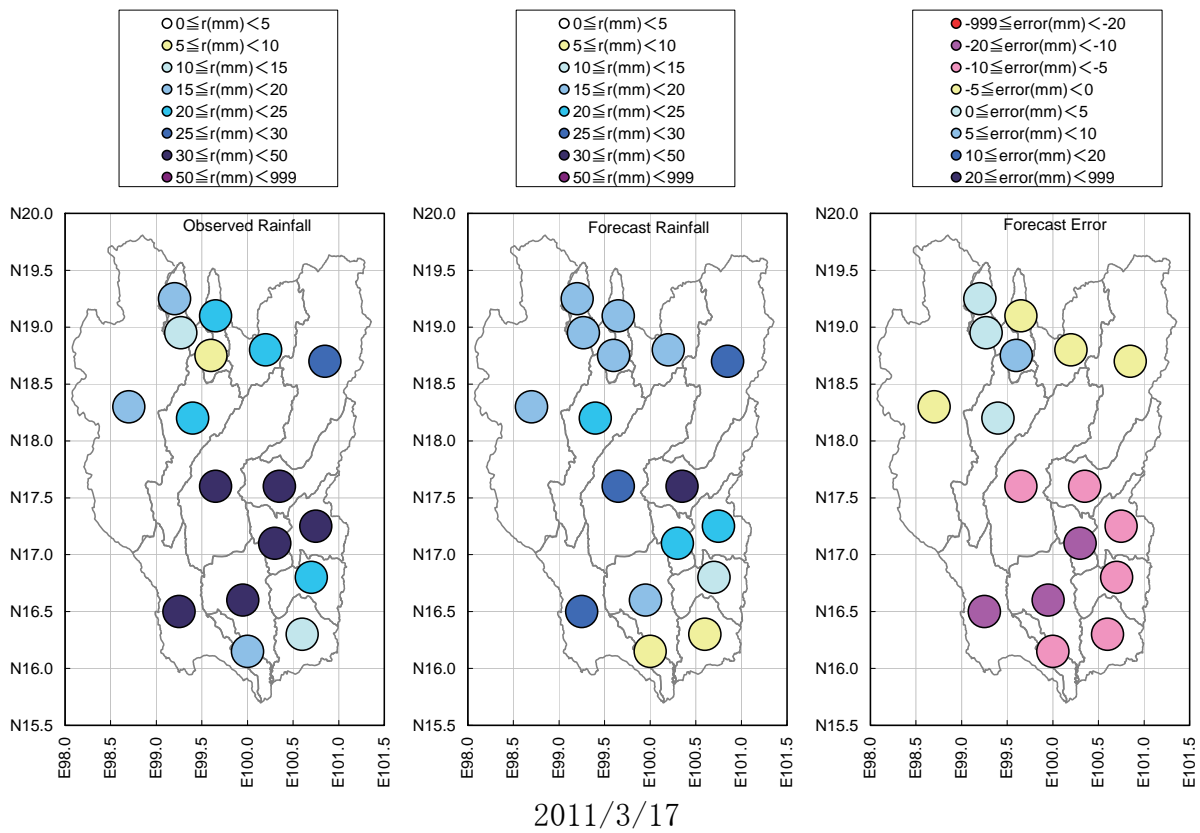 0≦r(mm)<5
5≦r(mm)<10
10≦r(mm)<15
15≦r(mm)<20
20≦r(mm)<25
25≦r(mm)<30
30≦r(mm)<50
50≦r(mm)<999
0≦r(mm)<5
5≦r(mm)<10
10≦r(mm)<15
15≦r(mm)<20
20≦r(mm)<25
25≦r(mm)<30
30≦r(mm)<50
50≦r(mm)<999
-999≦error(mm)<-20
-20≦error(mm)<-10
-10≦error(mm)<-5
-5≦error(mm)<0
0≦error(mm)<5
5≦error(mm)<10
10≦error(mm)<20
20≦error(mm)<999
Observed Rainfall
N20.0
N19.5
N19.0
N18.5
N18.0
N17.5
N17.0
N16.5
N16.0
N15.5
E98.0
E98.5
E99.0
E99.5
E100.0
E100.5
E101.0
E101.5
Forecast Rainfall
N20.0
N19.5
N19.0
N18.5
N18.0
N17.5
N17.0
N16.5
N16.0
N15.5
E98.0
E98.5
E99.0
E99.5
E100.0
E100.5
E101.0
E101.5
Forecast Error
N20.0
N19.5
N19.0
N18.5
N18.0
N17.5
N17.0
N16.5
N16.0
N15.5
E98.0
E98.5
E99.0
E99.5
E100.0
E100.5
E101.0
E101.5
2011/3/17